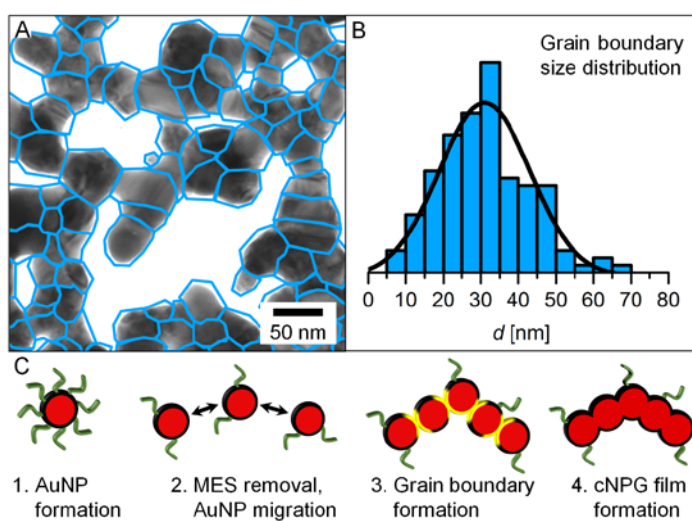 A
50 nm
B
Grain boundary
size distribution
0 10 20 30 40 50 60 70 80
d [nm]
C
1. AuNP
formation
2. MES removal,
AuNP migration
3. Grain boundary
formation
4. cNPG film
formation